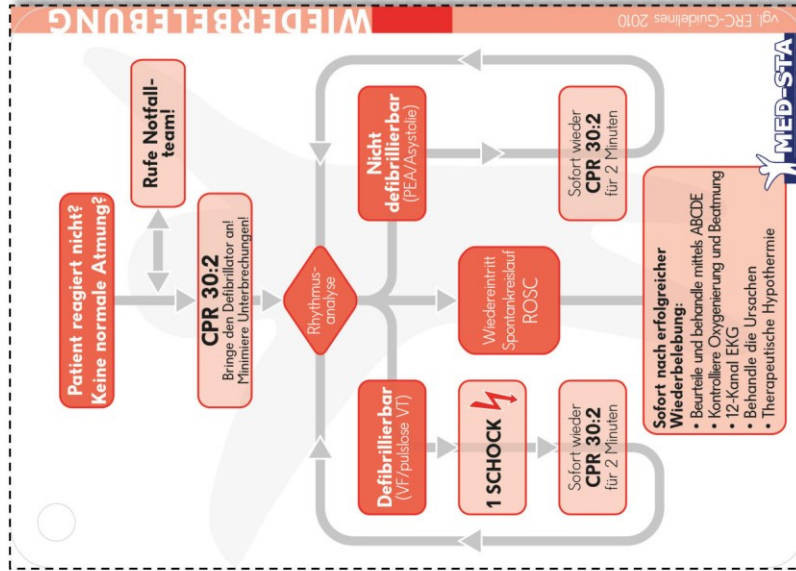 WIEDERBELEBUNG
vgl. ERC-Guidelines 2010
Patient reagiert nicht?
Keine normale Atmung?
Rufe Notfall-
team!
CPR 30:2
Bringe den Defibrillator an!
Minimiere Unterbrechungen!
Rhythmus-
analyse
Defibrillierbar
(VF/pulslose VT)
1 SCHOCK
Sofort wieder
CPR 30:2
für 2 Minuten
Wiedereintritt
Spontankreislauf
ROSC
Nicht
defibrillierbar
(PEA/Asystolie)
Sofort wieder
CPR 30:2
für 2 Minuten
Sofort nach erfolgreicher
Wiederbelebung:
• Beurteile und behandle mittels ABCDE
• Kontrolliere Oxygenierung und Beatmung
• 12-Kanal EKG
• Behandle die Ursachen
• Therapeutische Hypothermie
MED-STA